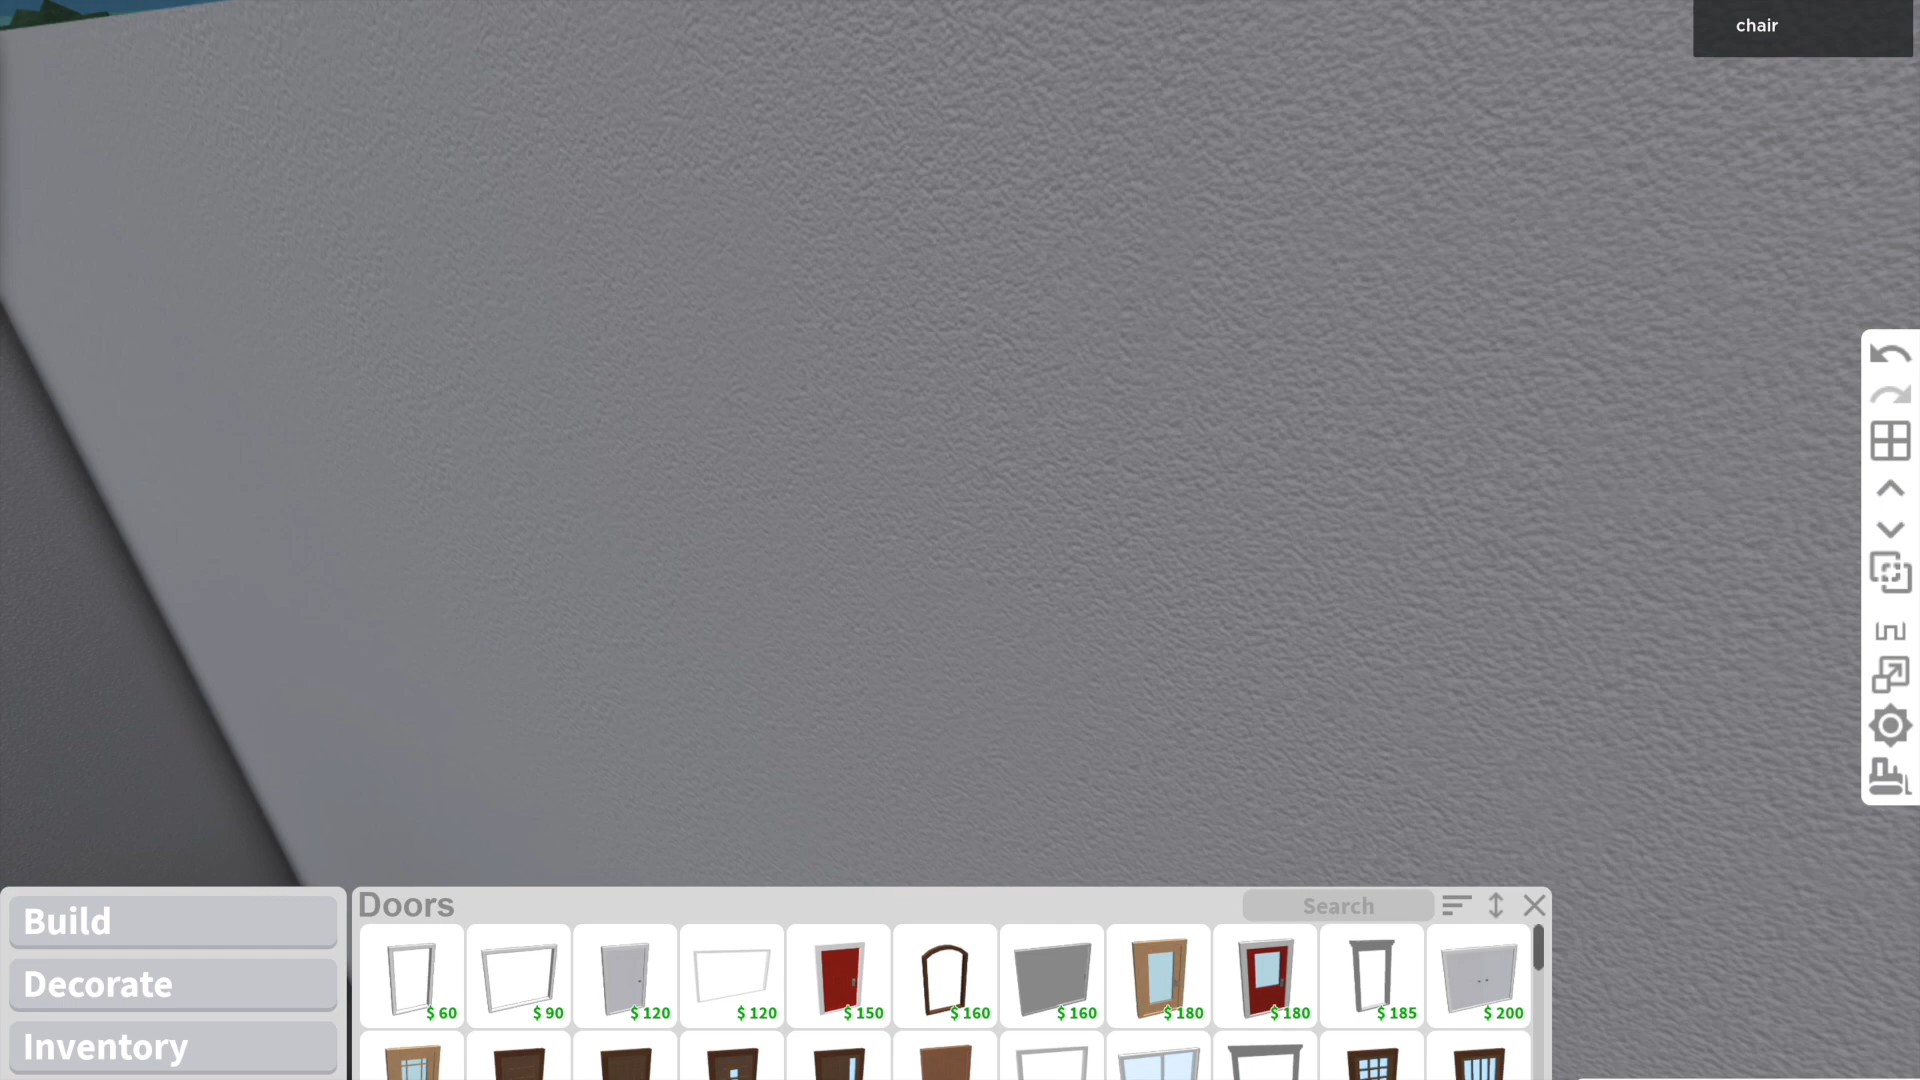 chair
Build
Decorate
Inventory
Doors
Search
$ 60
$ 90
$ 120
$ 120
$ 150
$ 160
$ 160
$ 180
$ 180
$ 185
$ 200